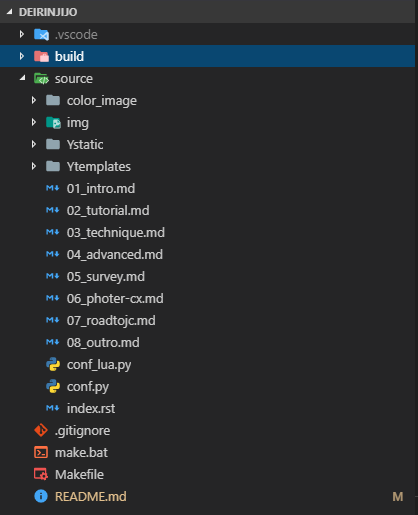 DEIRINJIJO
.vscode
build
source
color_image
img
Ystatic
Ytemplates
01_intro.md
02_tutorial.md
03_technique.md
04_advanced.md
05_survey.md
06_photer-cx.md
07_roadtojc.md
08_outro.md
conf_lua.py
conf.py
index.rst
.gitignore
make.bat
Makefile
README.md M